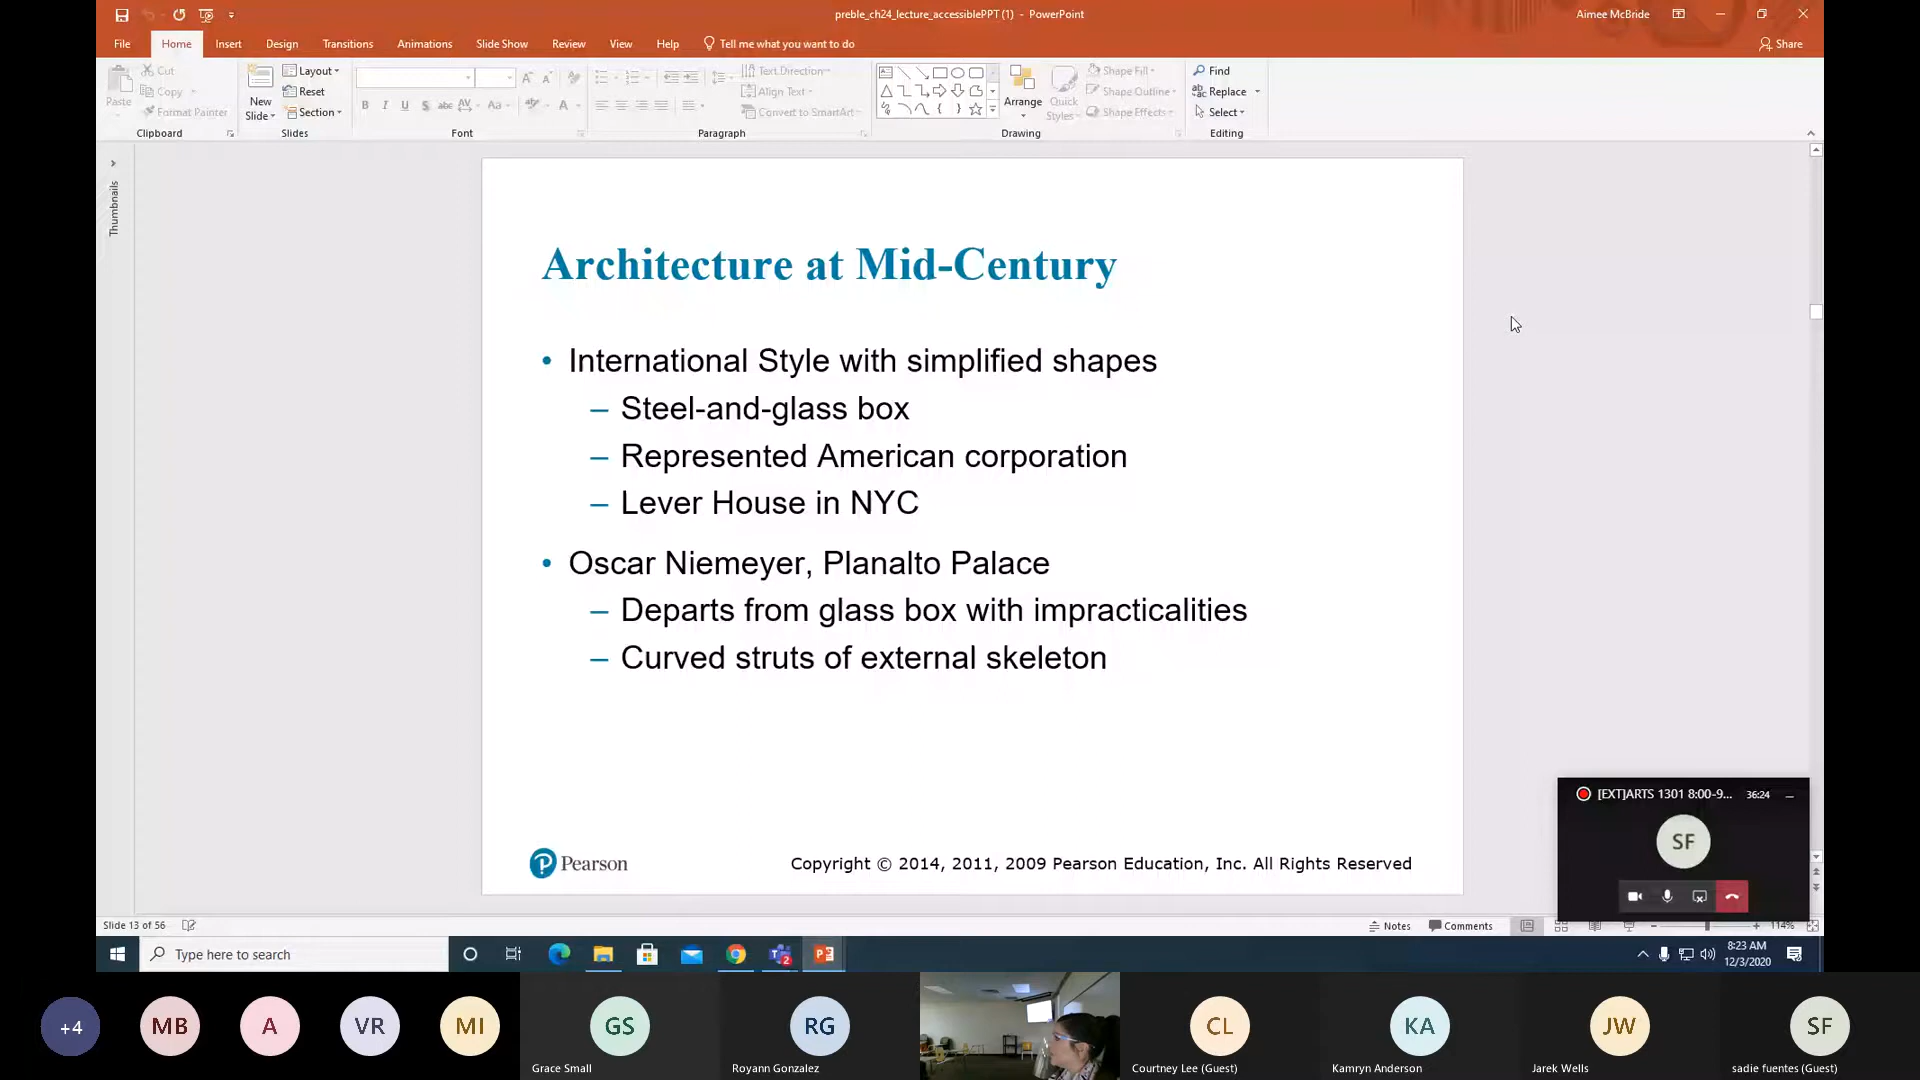 preble_ch24_lecture_accessiblePPT (1) - PowerPoint
Aimee McBride
File Home Insert Design Transitions Animations Slide Show Review View Help Tell me what you want to do
Share
Paste
Cut
Copy
Format Painter
Clipboard
New Slide
Layout
Reset
Section
Slides
Font
Text Direction
Align Text
Convert to SmartArt
Paragraph
Arrange
Quick Styles
Shape Fill
Shape Outline
Shape Effects
Drawing
Find
Replace
Select
Editing
Thumbnails
Architecture at Mid-Century
• International Style with simplified shapes
– Steel-and-glass box
– Represented American corporation
– Lever House in NYC
• Oscar Niemeyer, Planalto Palace
– Departs from glass box with impracticalities
– Curved struts of external skeleton
Pearson
Copyright © 2014, 2011, 2009 Pearson Education, Inc. All Rights Reserved
[EXT]ARTS 1301 8:00-9... 36:24
SF
Slide 13 of 56
Notes Comments 114%
Type here to search
8:23 AM
12/3/2020
+4 MB A VR MI GS RG CL KA JW SF
Grace Small Royann Gonzalez Courtney Lee (Guest) Kamryn Anderson Jarek Wells sadie fuentes (Guest)